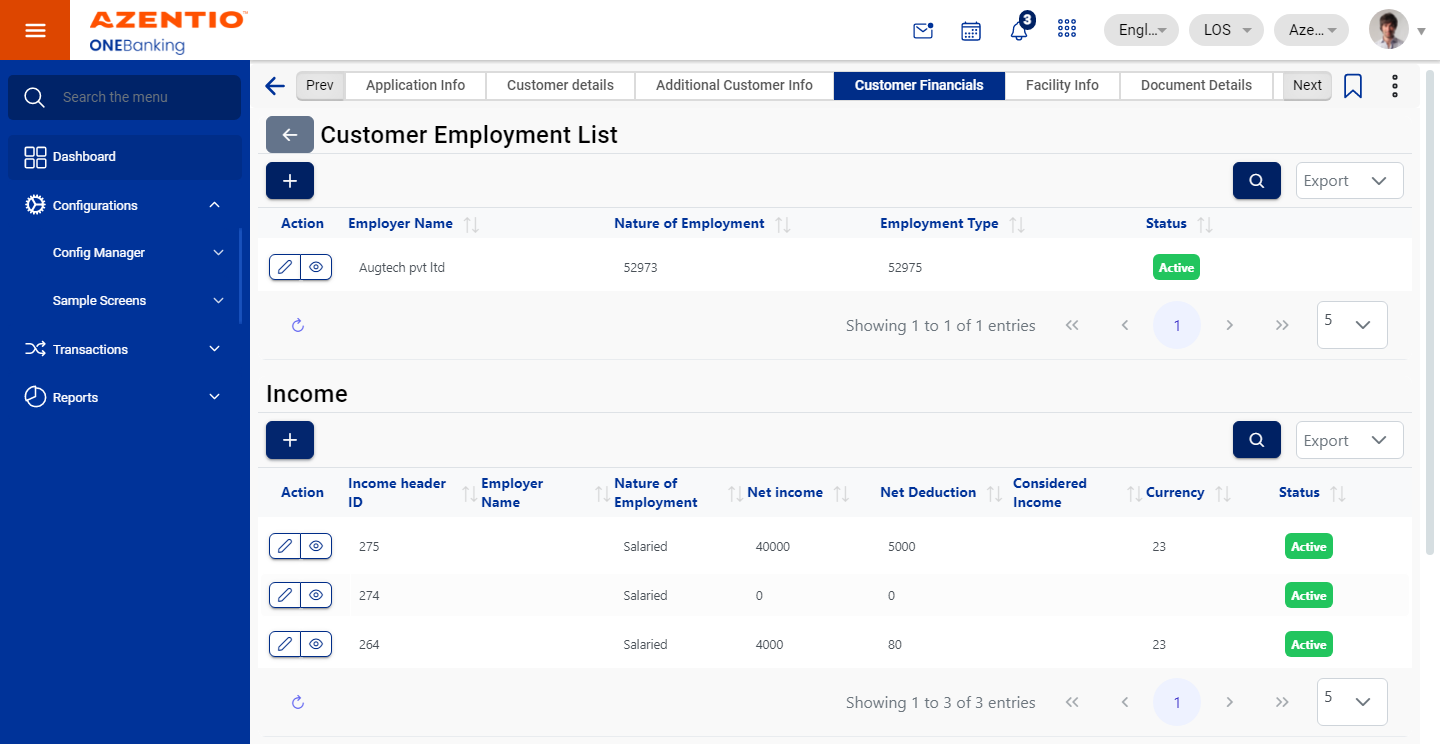 AZENTIO™
ONEBanking
3
Engl...
LOS
Aze...
Search the menu
Dashboard
Configurations
Config Manager
Sample Screens
Transactions
Reports
Prev
Application Info
Customer details
Additional Customer Info
Customer Financials
Facility Info
Document Details
Next
Customer Employment List
Export
Action Employer Name Nature of Employment Employment Type Status
Augtech pvt ltd 52973 52975 Active
Showing 1 to 1 of 1 entries 1 5
Income
Export
Action Income header ID Employer Name Nature of Employment Net income Net Deduction Considered Income Currency Status
275 Salaried 40000 5000 23 Active
274 Salaried 0 0 Active
264 Salaried 4000 80 23 Active
Showing 1 to 3 of 3 entries 1 5